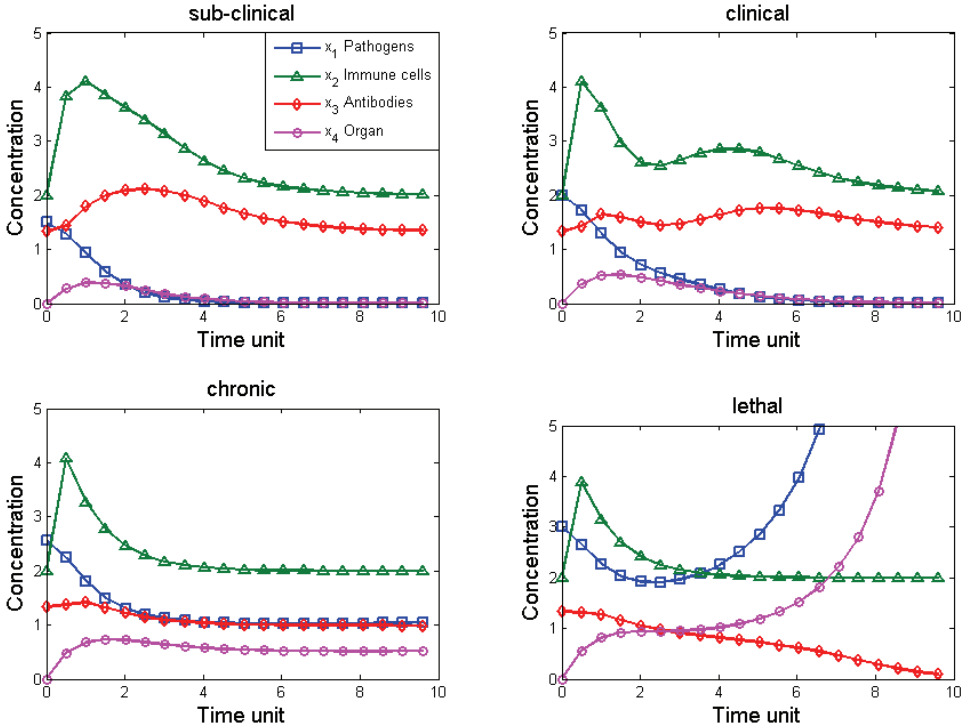 sub-clinical
5
4
3
2
1
0
0 2 4 6 8 10
Concentration
Time unit
x1 Pathogens
x2 Immune cells
x3 Antibodies
x4 Organ
clinical
5
4
3
2
1
0
0 2 4 6 8 10
Concentration
Time unit
chronic
5
4
3
2
1
0
0 2 4 6 8 10
Concentration
Time unit
lethal
5
4
3
2
1
0
0 2 4 6 8 10
Concentration
Time unit